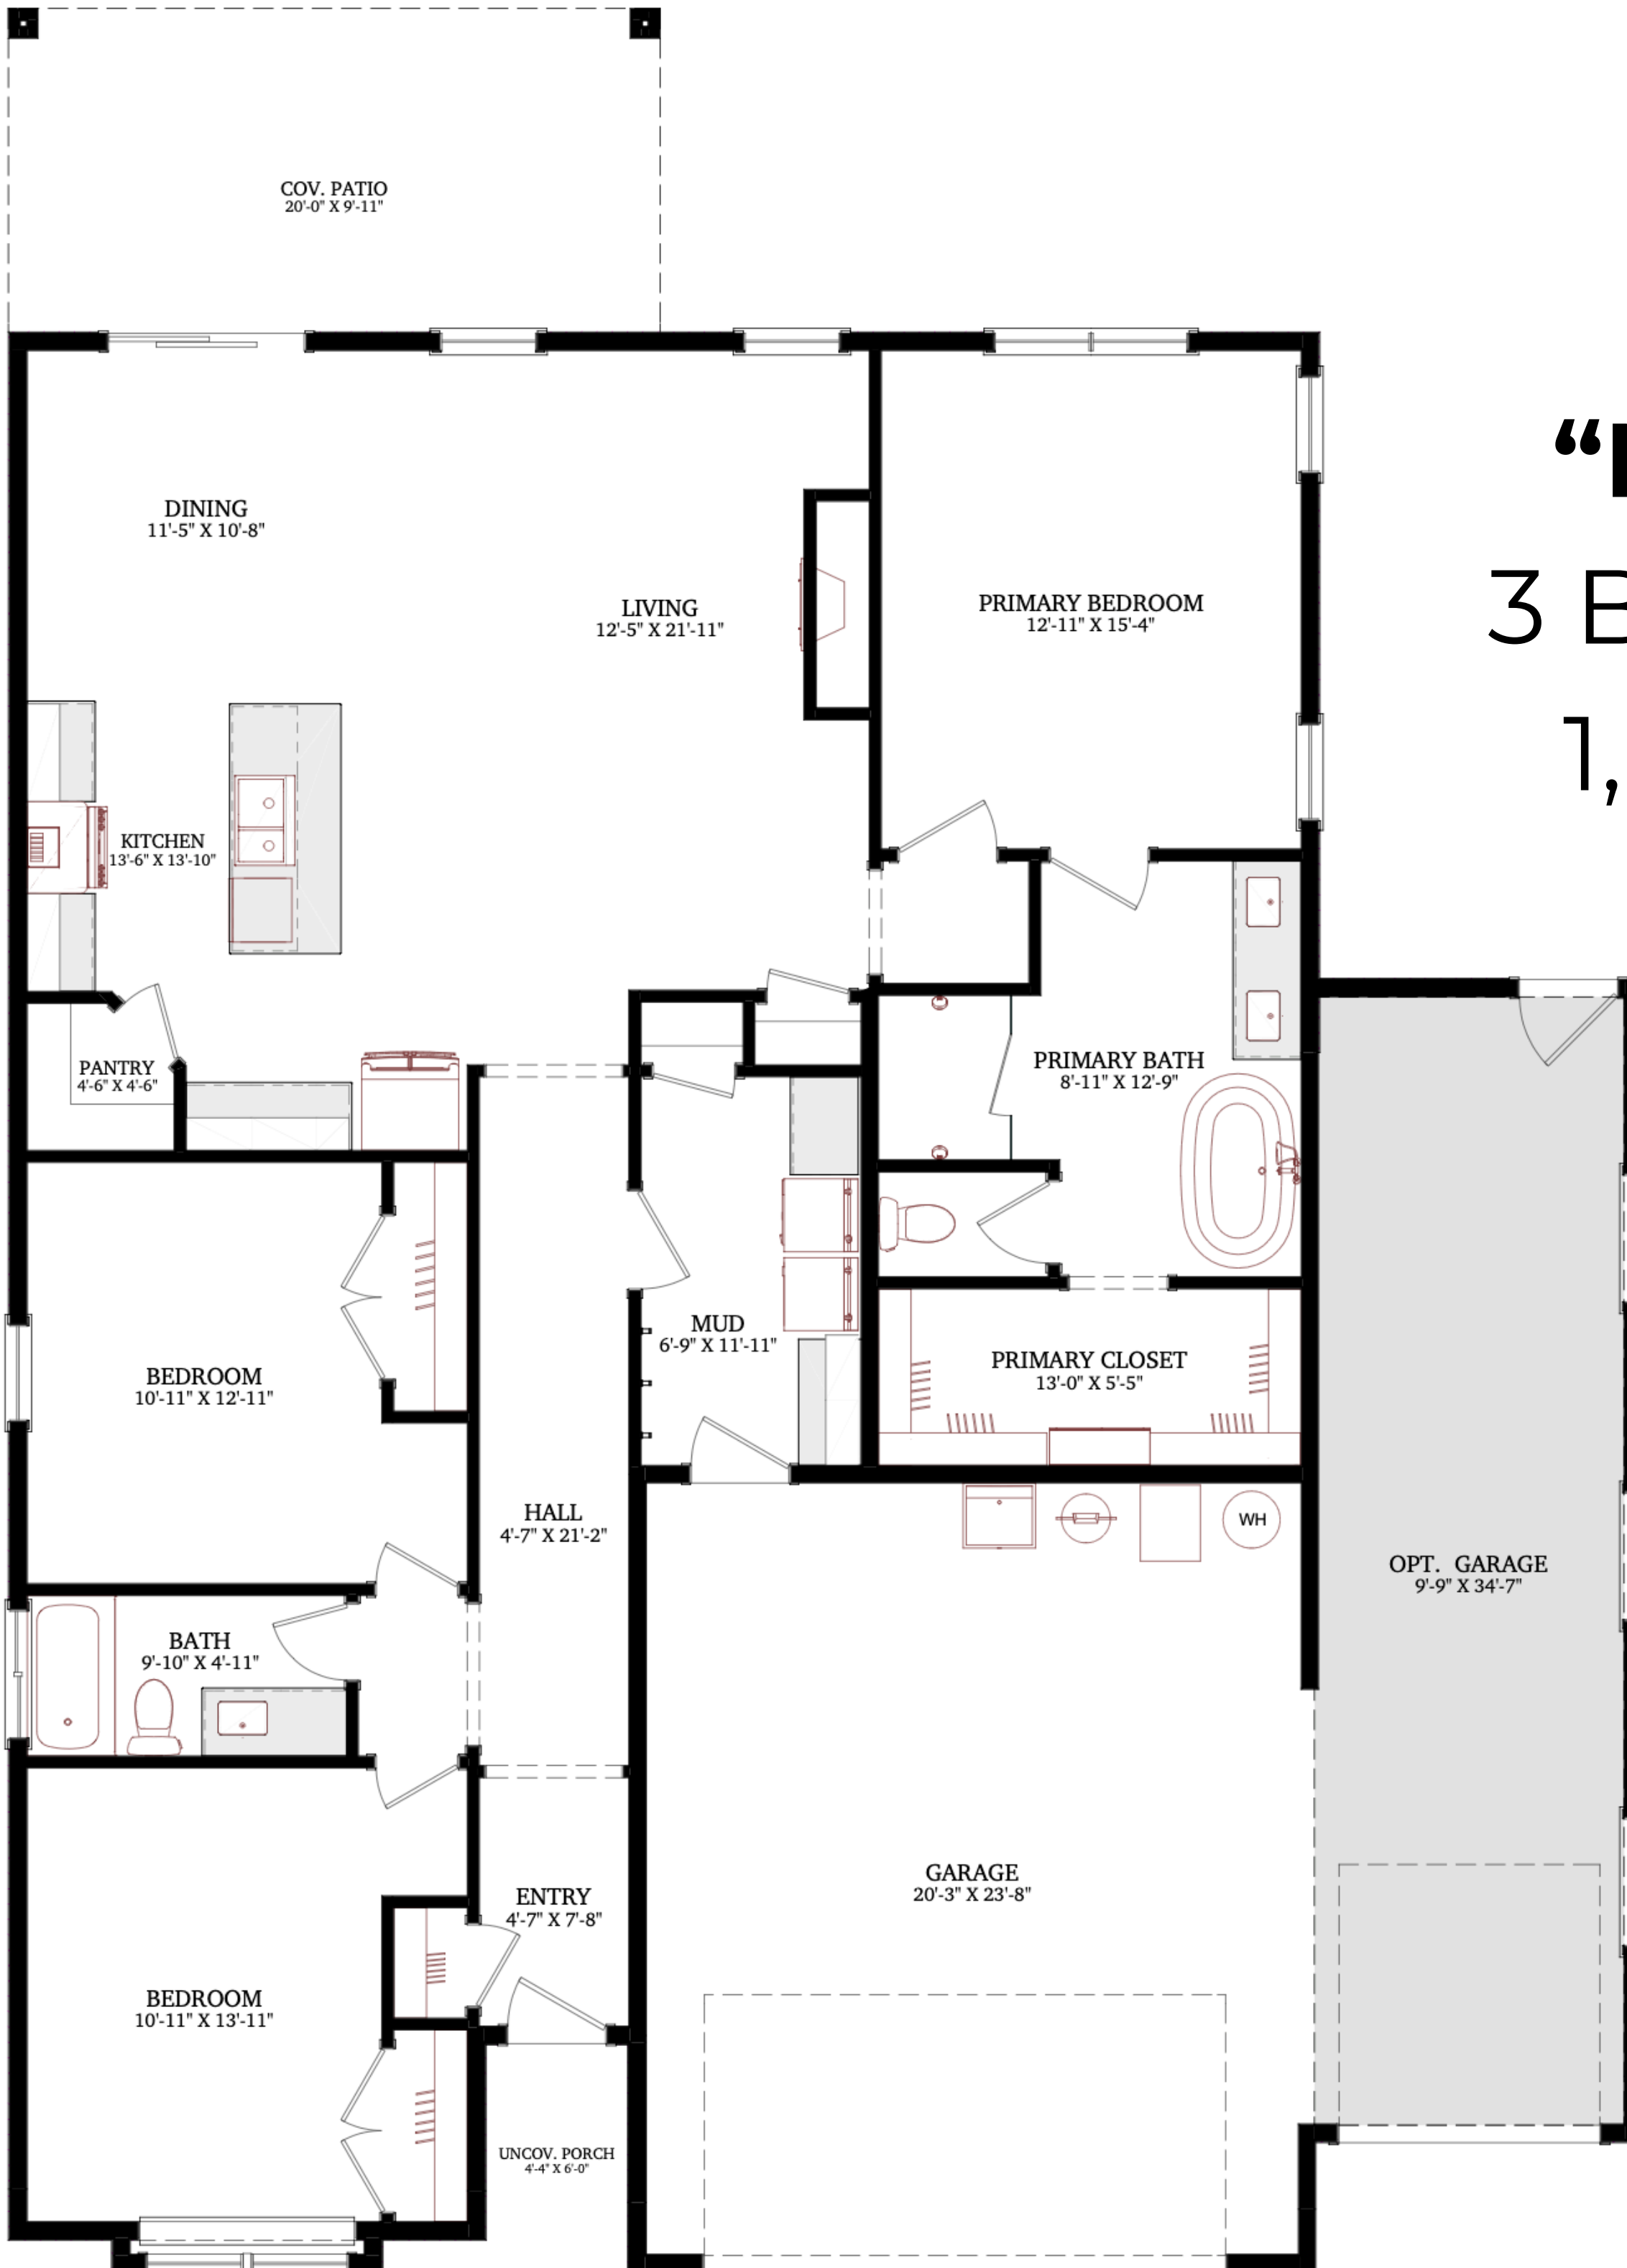 COV. PATIO
20'-0" X 9'-11"
DINING
11'-5" X 10'-8"
LIVING
12'-5" X 21'-11"
PRIMARY BEDROOM
12'-11" X 15'-4"
3
1,
KITCHEN
13'-6" X 13'-10"
PANTRY
4'-6" X 4'-6"
PRIMARY BATH
8'-11" X 12'-9"
MUD
6'-9" X 11'-11"
PRIMARY CLOSET
13'-0" X 5'-5"
BEDROOM
10'-11" X 12'-11"
HALL
4'-7" X 21'-2"
WH
OPT. GARAGE
9'-9" X 34'-7"
BATH
9'-10" X 4'-11"
GARAGE
20'-3" X 23'-8"
ENTRY
4'-7" X 7'-8"
BEDROOM
10'-11" X 13'-11"
UNCOV. PORCH
4'-4" X 6'-0"